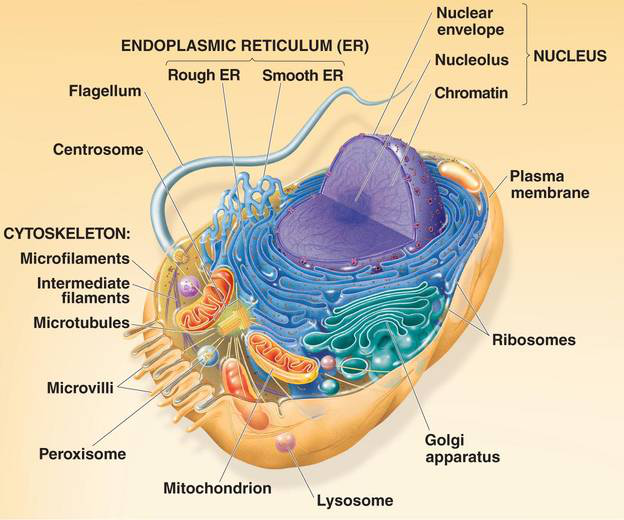 Nuclear
envelope
ENDOPLASMIC RETICULUM (ER)
NUCLEUS
Nucleolus
Rough ER
Smooth ER
Flagellum
Chromatin
Centrosome
Plasma
membrane
CYTOSKELETON:
Microfilaments
Intermediate
filaments
Microtubules
Ribosomes
Microvilli
Golgi
apparatus
Peroxisome
Mitochondrion
Lysosome